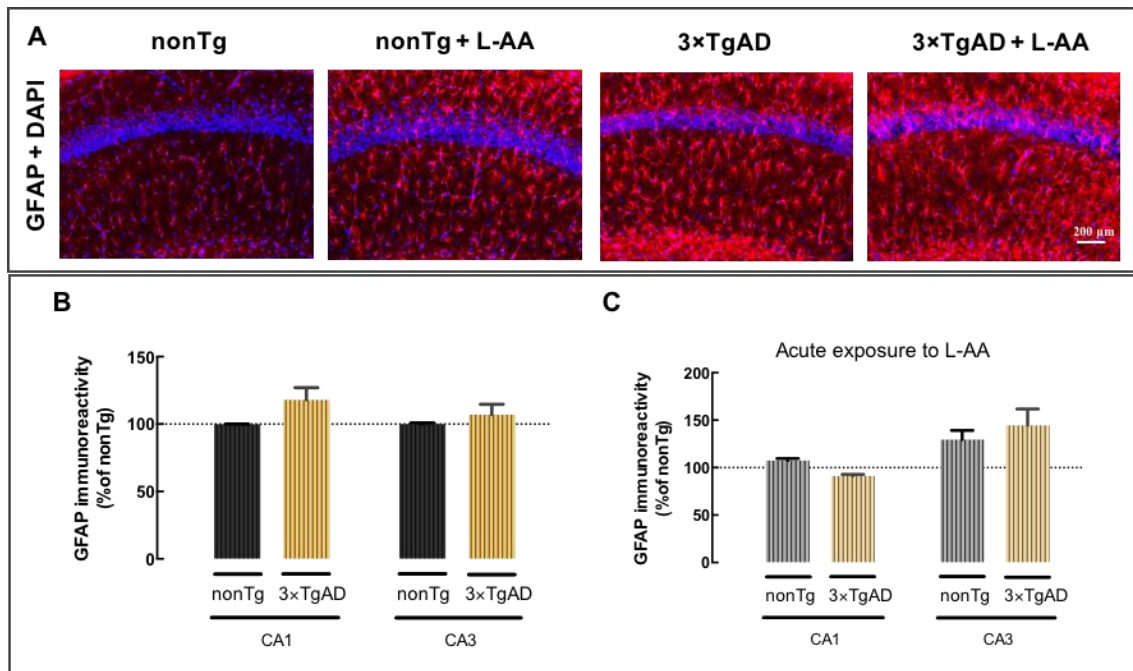 A
nonTg
nonTg + L-AA
3×TgAD
3×TgAD + L-AA
GFAP + DAPI
200 µm
B
GFAP immunoreactivity
(%of nonTg)
150
100
50
0
nonTg
3×TgAD
nonTg
3×TgAD
CA1
CA3
C
Acute exposure to L-AA
GFAP immunoreactivity
(%of nonTg)
200
150
100
50
0
nonTg
3×TgAD
nonTg
3×TgAD
CA1
CA3